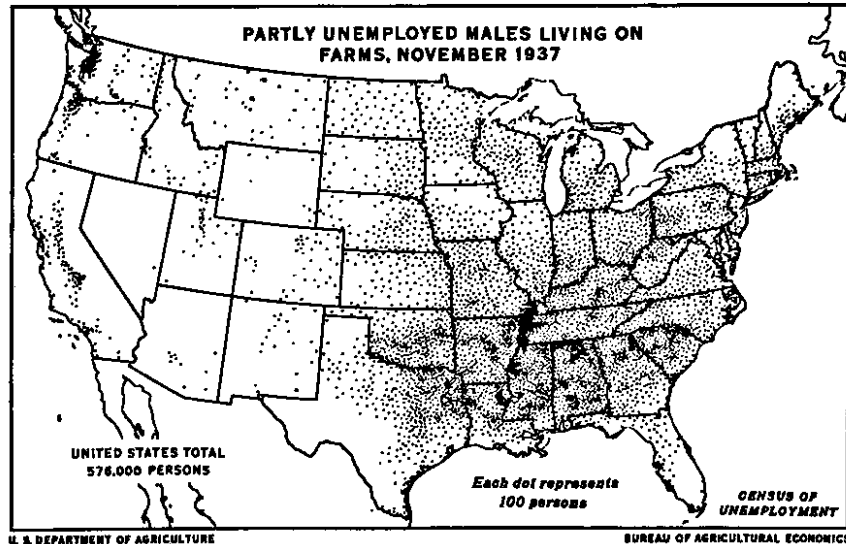 PARTLY UNEMPLOYED MALES LIVING ON
FARMS, NOVEMBER 1937
UNITED STATES TOTAL
576,000 PERSONS
Each dot represents
100 persons
CENSUS OF
UNEMPLOYMENT
U. S. DEPARTMENT OF AGRICULTURE
BUREAU OF AGRICULTURAL ECONOMICS